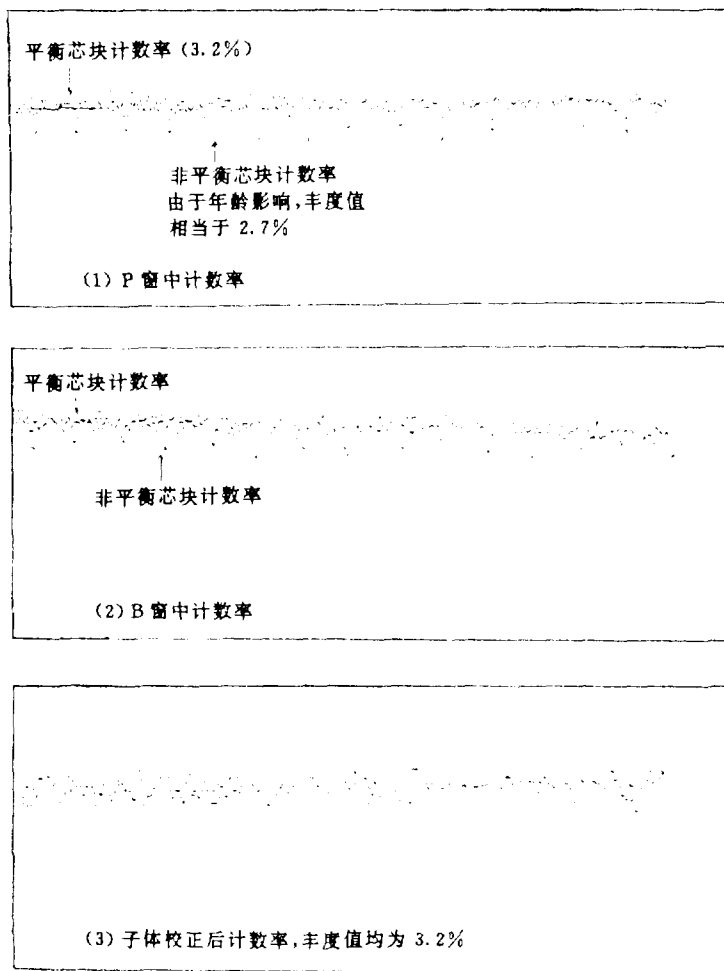 平衡芯块计数率(3.2%)
非平衡芯块计数率
由于年龄影响,丰度值
相当于 2.7%
(1) P 窗中计数率
平衡芯块计数率
非平衡芯块计数率
(2) B 窗中计数率
(3) 子体校正后计数率,丰度值均为 3.2%